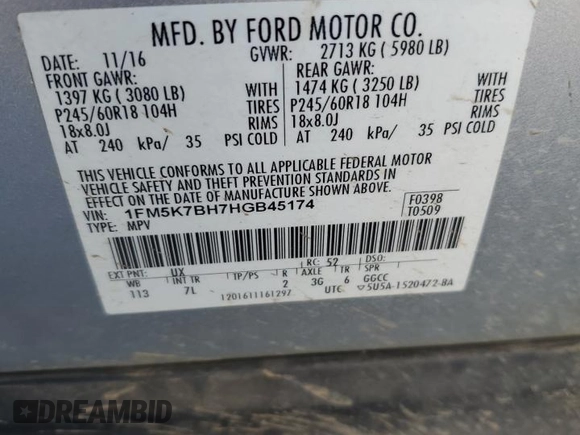 MFD. BY FORD MOTOR CO.
DATE: 11/16 GVWR: 2713 KG ( 5980 LB)
FRONT GAWR: REAR GAWR:
1397 KG ( 3080 LB) WITH 1474 KG ( 3250 LB) WITH
P245/60R18 104H TIRES P245/60R18 104H TIRES
18x8.0J RIMS 18x8.0J RIMS
AT 240 kPa/ 35 PSI COLD AT 240 kPa/ 35 PSI COLD
THIS VEHICLE CONFORMS TO ALL APPLICABLE FEDERAL MOTOR
VEHICLE SAFETY AND THEFT PREVENTION STANDARDS IN
EFFECT ON THE DATE OF MANUFACTURE SHOWN ABOVE.
VIN: 1FM5K7BH7HGB45174 F0398
TYPE: MPV T0509
RC: 52 DSO:
EXT PNT: UX
WB INT TR TP/PS R AXLE TR SPR
113 7L 2 3G 6 GGCC
1201611161297 UTC ▽5U5A-1520472-BA
DREAMBID